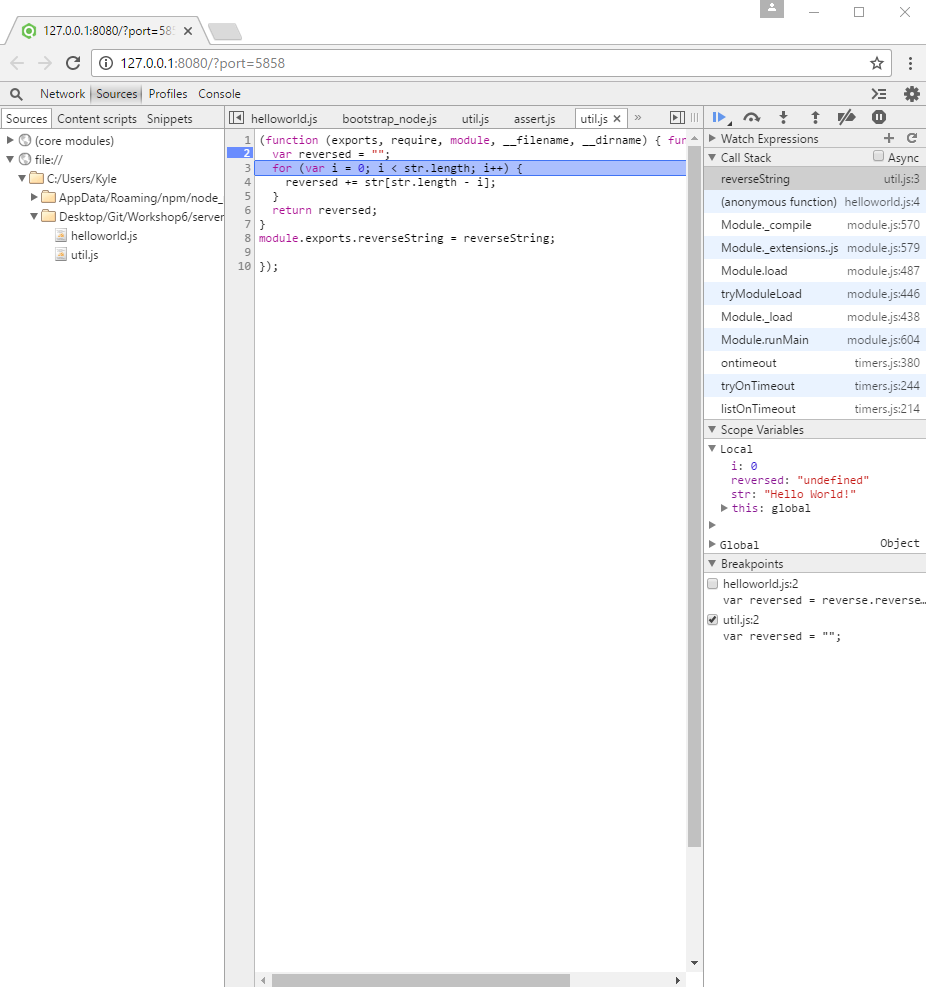 127.0.0.1:8080/?port=585
127.0.0.1:8080/?port=5858
Network Sources Profiles Console
Sources Content scripts Snippets
(core modules)
file://
C:/Users/Kyle
AppData/Roaming/npm/node_
Desktop/Git/Workshop6/server
helloworld.js
util.js
helloworld.js bootstrap_node.js util.js assert.js util.js × »
1 (function (exports, require, module, __filename, __dirname) { fun
2 var reversed = "";
3 for (var i = 0; i < str.length; i++) {
4 reversed += str[str.length - i];
5 }
6 return reversed;
7 }
8 module.exports.reverseString = reverseString;
9
10 });
Watch Expressions
Call Stack Async
reverseString util.js:3
(anonymous function) helloworld.js:4
Module._compile module.js:570
Module._extensions..js module.js:579
Module.load module.js:487
tryModuleLoad module.js:446
Module._load module.js:438
Module.runMain module.js:604
ontimeout timers.js:380
tryOnTimeout timers.js:244
listOnTimeout timers.js:214
Scope Variables
Local
i: 0
reversed: "undefined"
str: "Hello World!"
this: global
Global Object
Breakpoints
helloworld.js:2
var reversed = reverse.reverse…
util.js:2
var reversed = "";